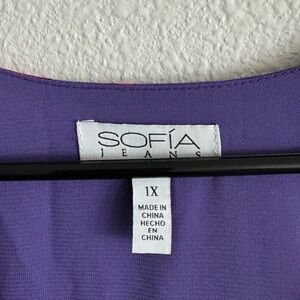 SOFÍA
JEANS
1X
MADE IN
CHINA
HECHO
EN
CHINA